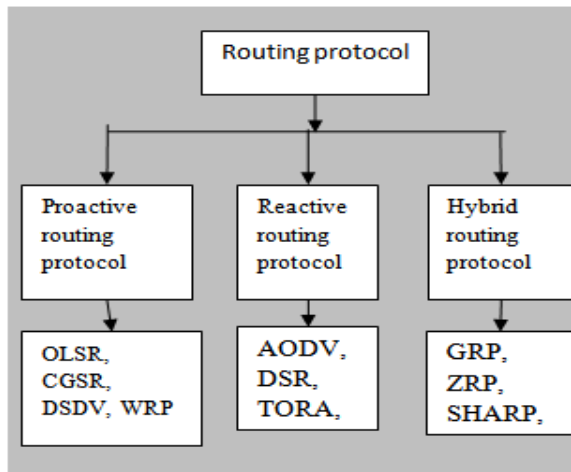 Routing protocol
Proactive
routing
protocol
Reactive
routing
protocol
Hybrid
routing
protocol
OLSR,
CGSR,
DSDV, WRP
AODV,
DSR,
TORA,
GRP,
ZRP,
SHARP,